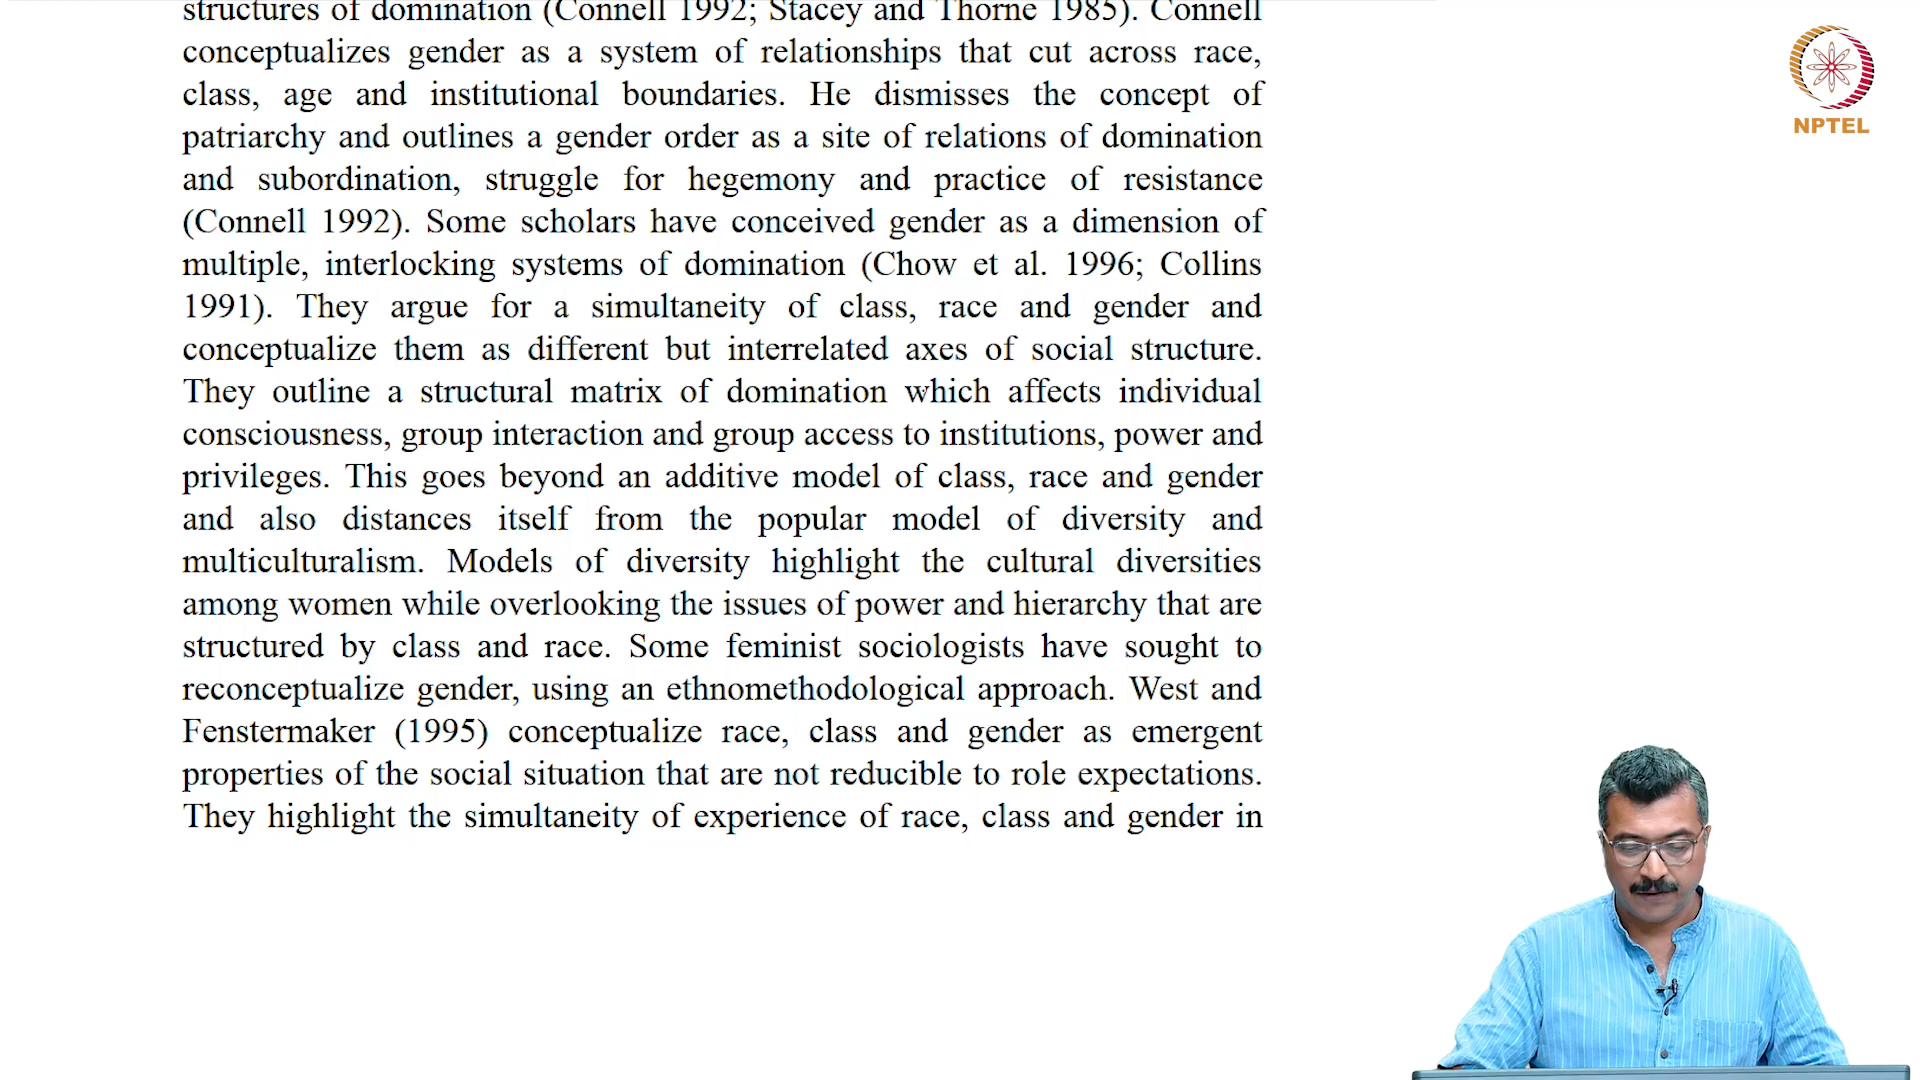 structures of domination (Connell 1992; Stacey and Thorne 1985). Connell
conceptualizes gender as a system of relationships that cut across race,
class, age and institutional boundaries. He dismisses the concept of
patriarchy and outlines a gender order as a site of relations of domination
and subordination, struggle for hegemony and practice of resistance
(Connell 1992). Some scholars have conceived gender as a dimension of
multiple, interlocking systems of domination (Chow et al. 1996; Collins
1991). They argue for a simultaneity of class, race and gender and
conceptualize them as different but interrelated axes of social structure.
They outline a structural matrix of domination which affects individual
consciousness, group interaction and group access to institutions, power and
privileges. This goes beyond an additive model of class, race and gender
and also distances itself from the popular model of diversity and
multiculturalism. Models of diversity highlight the cultural diversities
among women while overlooking the issues of power and hierarchy that are
structured by class and race. Some feminist sociologists have sought to
reconceptualize gender, using an ethnomethodological approach. West and
Fenstermaker (1995) conceptualize race, class and gender as emergent
properties of the social situation that are not reducible to role expectations.
They highlight the simultaneity of experience of race, class and gender in
NPTEL